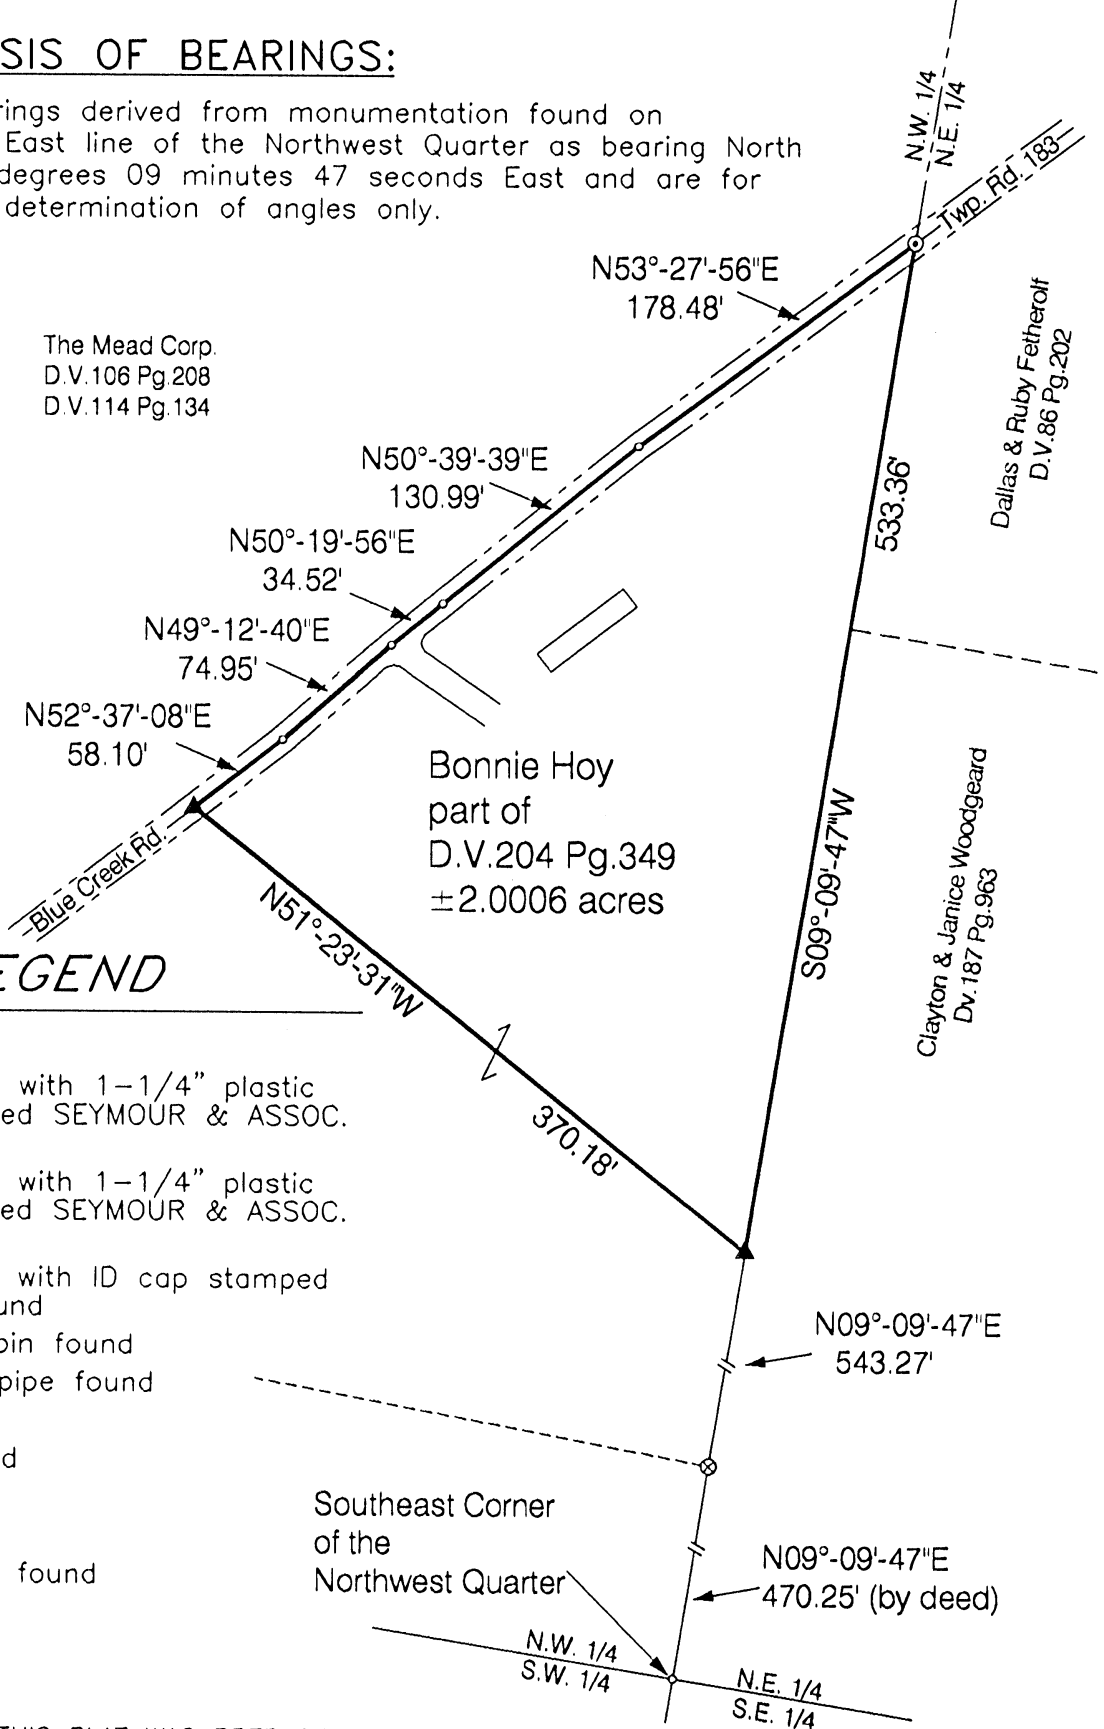 SIS OF BEARINGS:
rings derived from monumentation found on
East line of the Northwest Quarter as bearing North
degrees 09 minutes 47 seconds East and are for
determination of angles only.
N.W. 1/4
N.E. 1/4
Twp. Rd. 183
N53°-27'-56"E
178.48'
The Mead Corp.
D.V.106 Pg.208
D.V.114 Pg.134
Dallas & Ruby Fetherolf
D.V.86 Pg.202
N50°-39'-39"E
130.99'
533.36'
N50°-19'-56"E
34.52'
N49°-12'-40"E
74.95'
N52°-37'-08"E
58.10'
Bonnie Hoy
part of
D.V.204 Pg.349
±2.0006 acres
Blue Creek Rd.
S09°-09'-47"W
Clayton & Janice Woodgeard
Dv.187 Pg.963
N51°-23'-31"W
370.18'
EGEND
with 1-1/4" plastic
ed SEYMOUR & ASSOC.
with 1-1/4" plastic
ed SEYMOUR & ASSOC.
with ID cap stamped
und
pin found
pipe found
d
found
N09°-09'-47"E
543.27'
Southeast Corner
of the
Northwest Quarter
N09°-09'-47"E
470.25' (by deed)
N.W. 1/4
S.W. 1/4
N.E. 1/4
S.E. 1/4